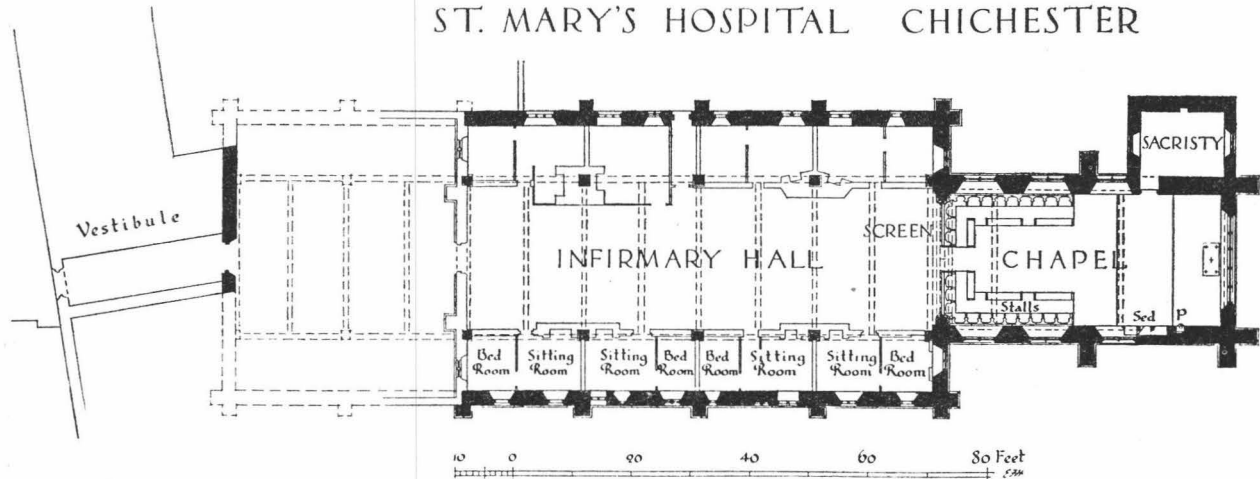 ST. MARY'S HOSPITAL CHICHESTER
SACRISTY
Vestibule
SCREEN
INFIRMARY HALL
CHAPEL
Stalls
Sed
P
Bed Room
Sitting Room
Sitting Room
Bed Room
Bed Room
Sitting Room
Sitting Room
Bed Room
10 0 20 40 60 80 Feet